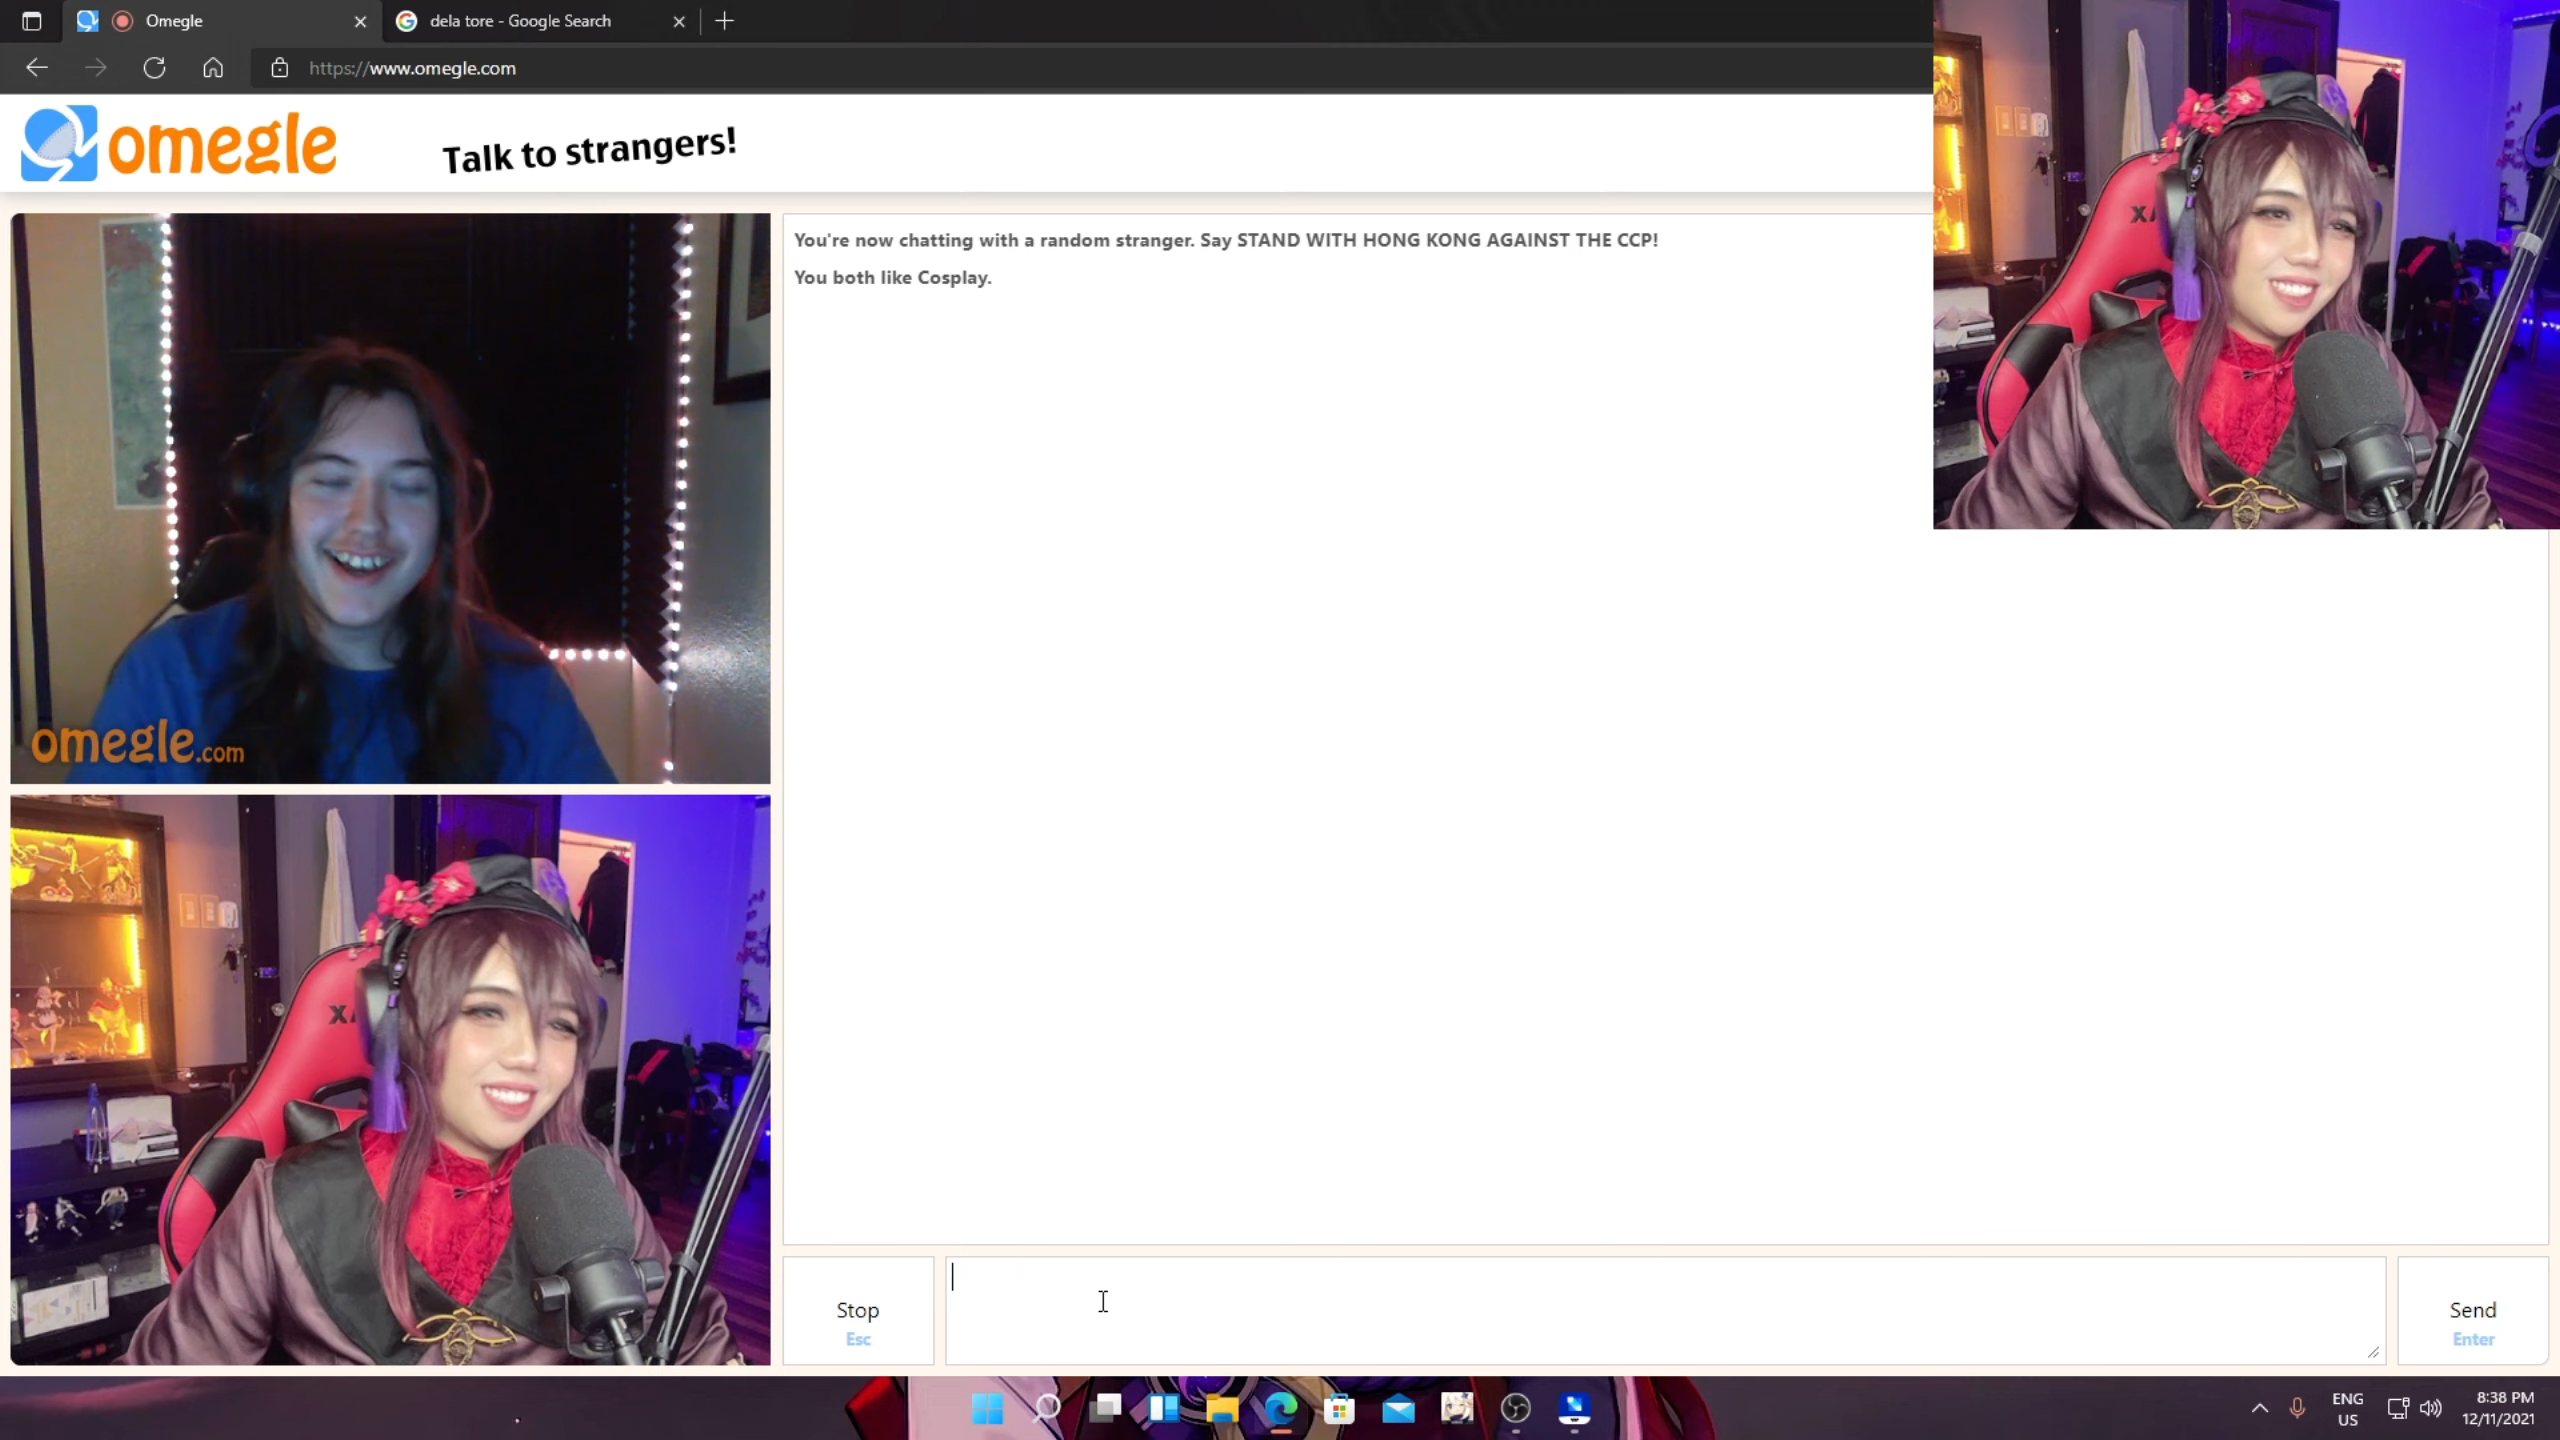 Omegle
dela tore - Google Search
https://www.omegle.com
omegle
Talk to strangers!
You're now chatting with a random stranger. Say STAND WITH HONG KONG AGAINST THE CCP!
You both like Cosplay.
omegle.com
Stop
Esc
Send
Enter
ENG
US
8:38 PM
12/11/2021